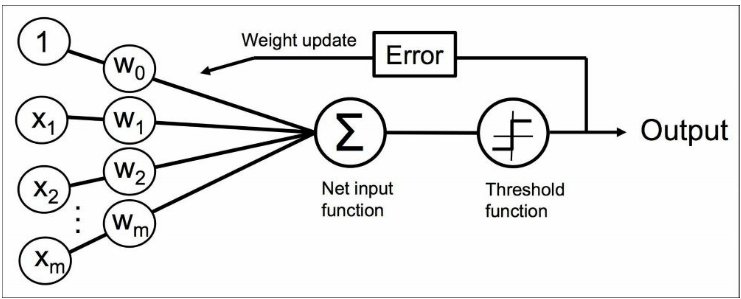 1
w0
Weight update
Error
x1
w1
Σ
Output
x2
w2
Net input
function
Threshold
function
wm
xm